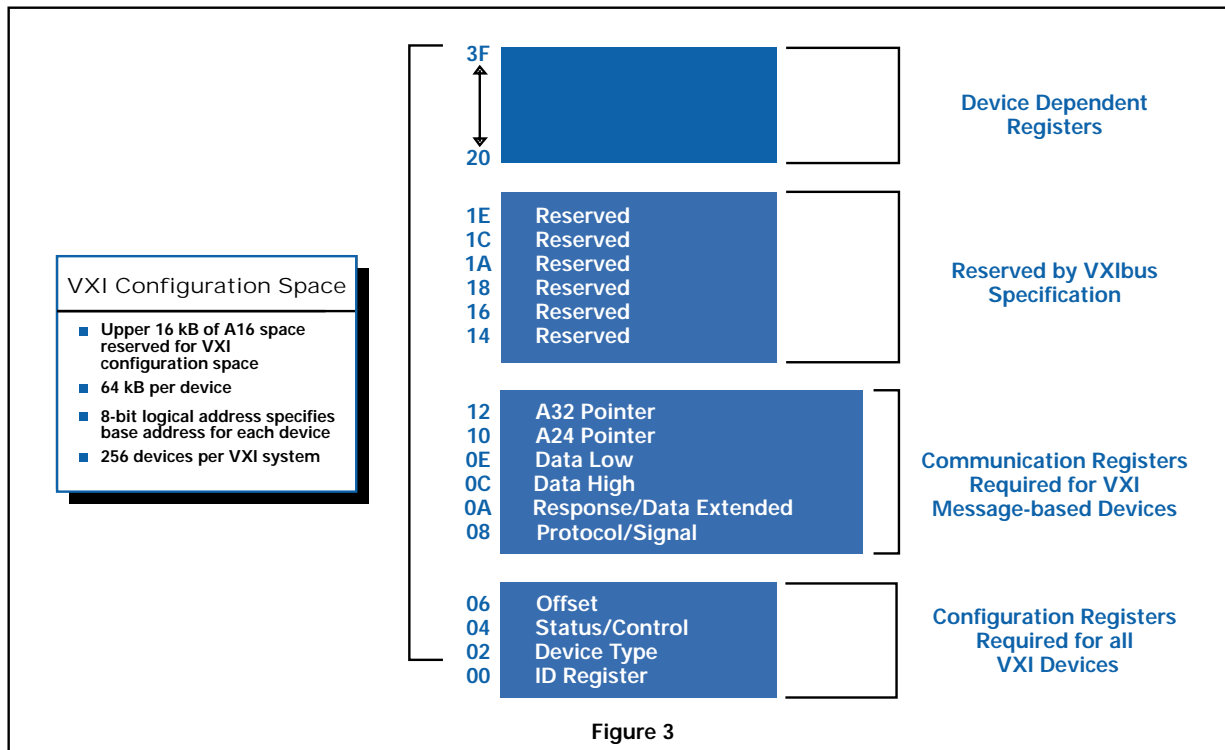 VXI Configuration Space
■ Upper 16 kB of A16 space
reserved for VXI
configuration space
■ 64 kB per device
■ 8-bit logical address specifies
base address for each device
■ 256 devices per VXI system
3F
20
Device Dependent
Registers
1E Reserved
1C Reserved
1A Reserved
18 Reserved
16 Reserved
14 Reserved
Reserved by VXIbus
Specification
12 A32 Pointer
10 A24 Pointer
0E Data Low
0C Data High
0A Response/Data Extended
08 Protocol/Signal
Communication Registers
Required for VXI
Message-based Devices
06 Offset
04 Status/Control
02 Device Type
00 ID Register
Configuration Registers
Required for all
VXI Devices
Figure 3